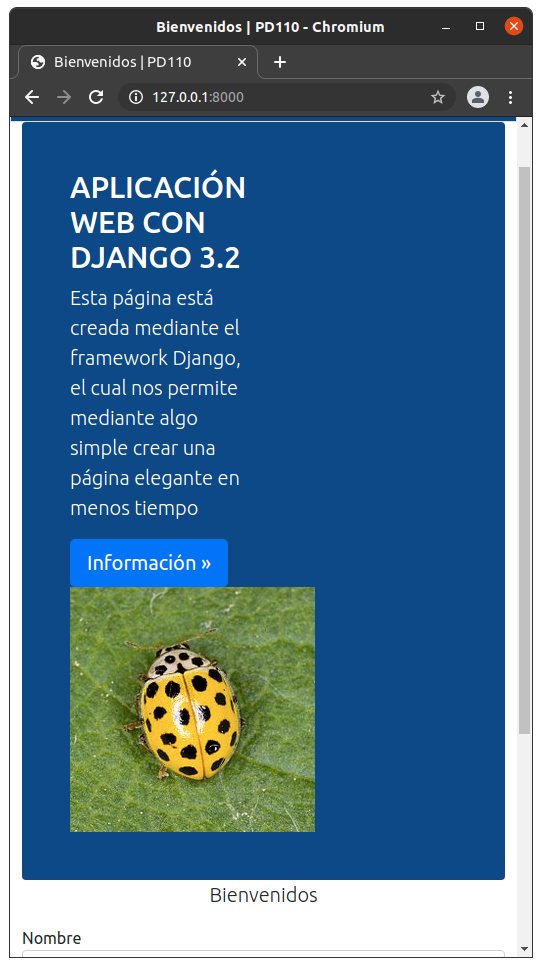 Bienvenidos | PD110 - Chromium
Bienvenidos | PD110
127.0.0.1:8000
APLICACIÓN
WEB CON
DJANGO 3.2
Esta página está
creada mediante el
framework Django,
el cual nos permite
mediante algo
simple crear una
página elegante en
menos tiempo
Información »
Bienvenidos
Nombre